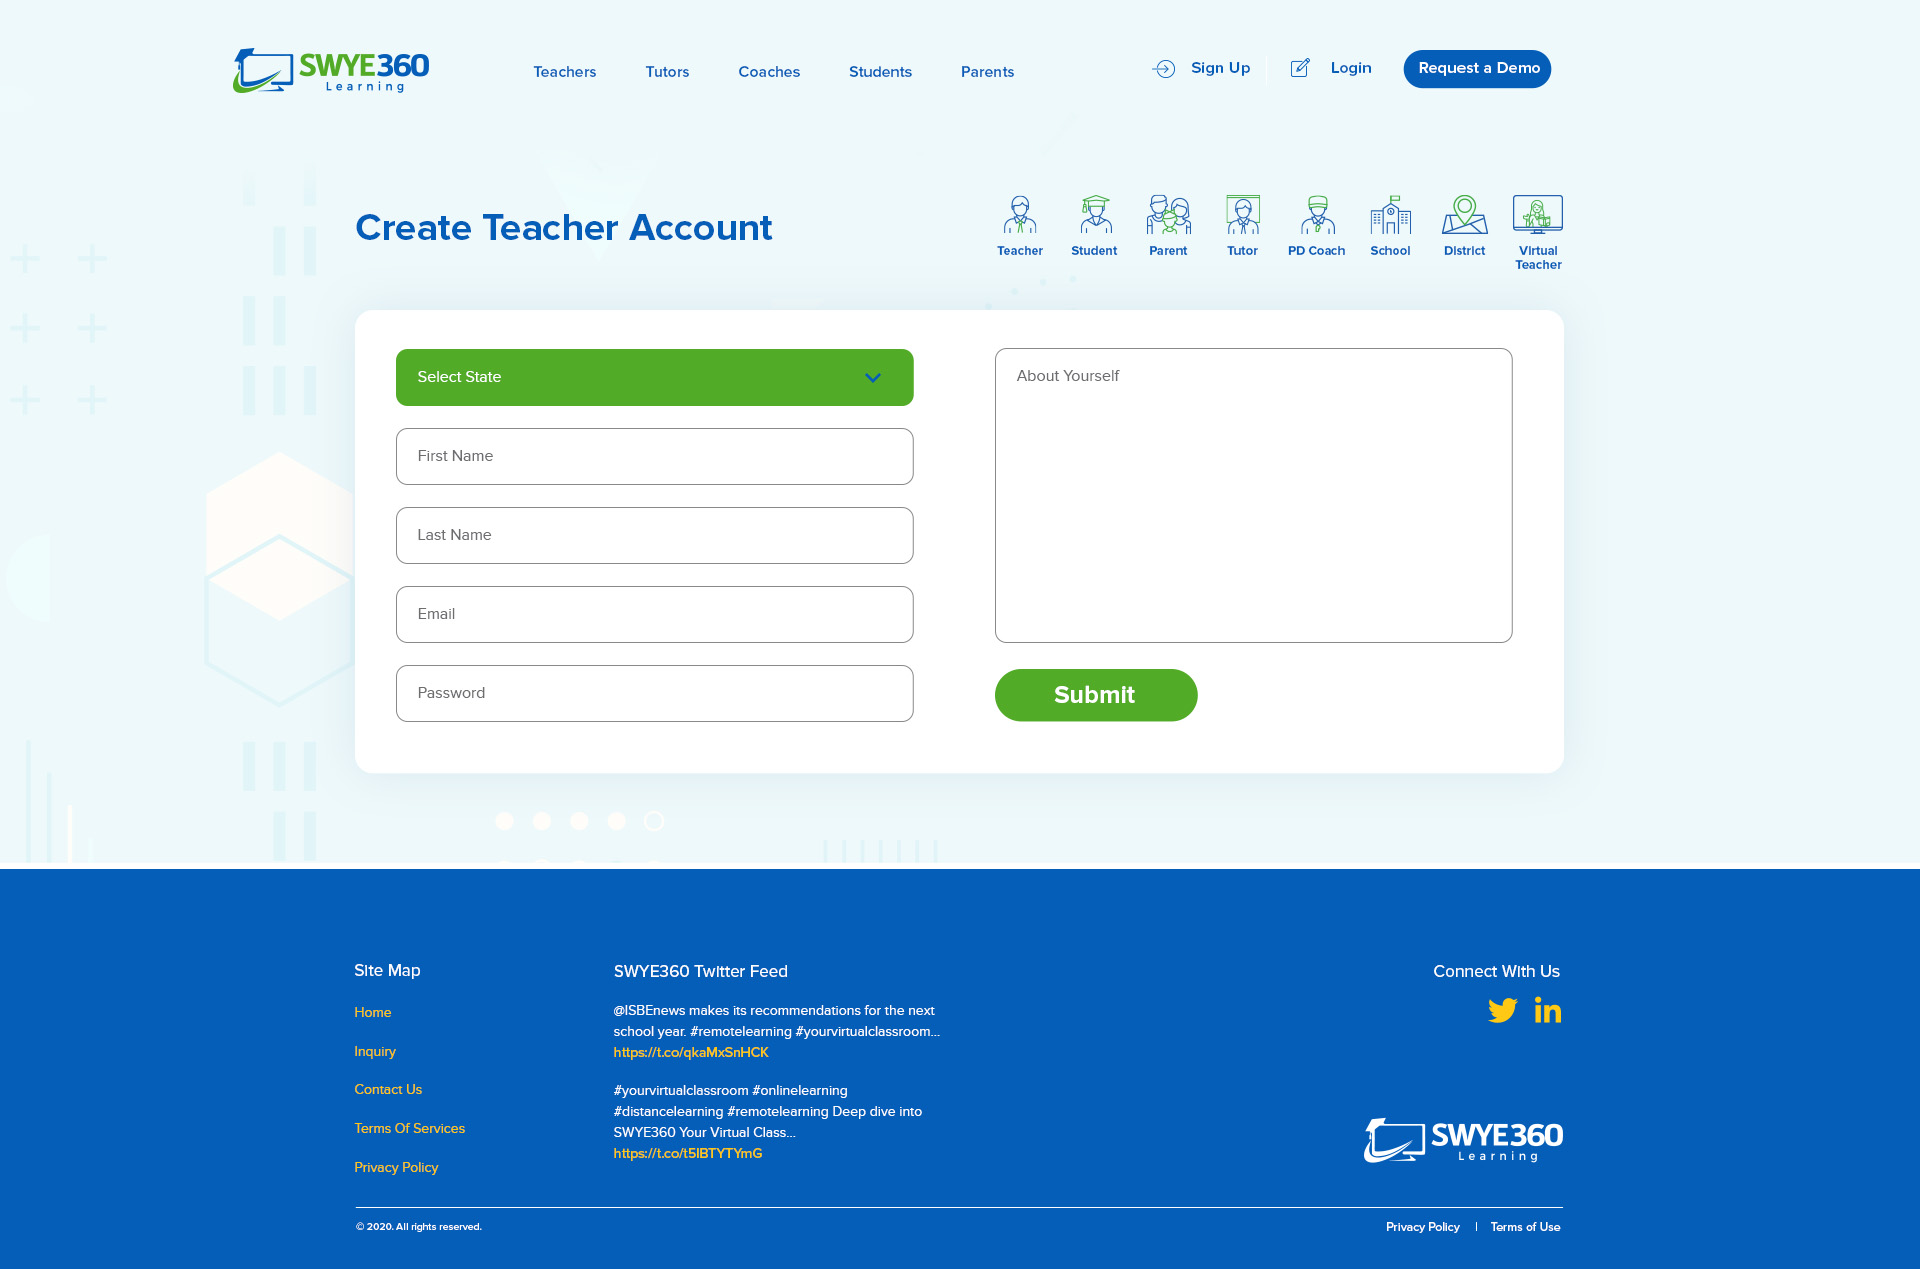 SWYE360
Learning
Teachers
Tutors
Coaches
Students
Parents
Sign Up
Login
Request a Demo
Create Teacher Account
Teacher
Student
Parent
Tutor
PD Coach
School
District
Virtual
Teacher
Select State
First Name
Last Name
Email
Password
About Yourself
Submit
Site Map
Home
Inquiry
Contact Us
Terms Of Services
Privacy Policy
SWYE360 Twitter Feed
@ISBEnews makes its recommendations for the next
school year. #remotelearning #yourvirtualclassroom...
https://t.co/qkaMxSnHCK
#yourvirtualclassroom #onlinelearning
#distancelearning #remotelearning Deep dive into
SWYE360 Your Virtual Class...
https://t.co/t5IBTYTYmG
Connect With Us
SWYE360
Learning
© 2020. All rights reserved.
Privacy Policy | Terms of Use